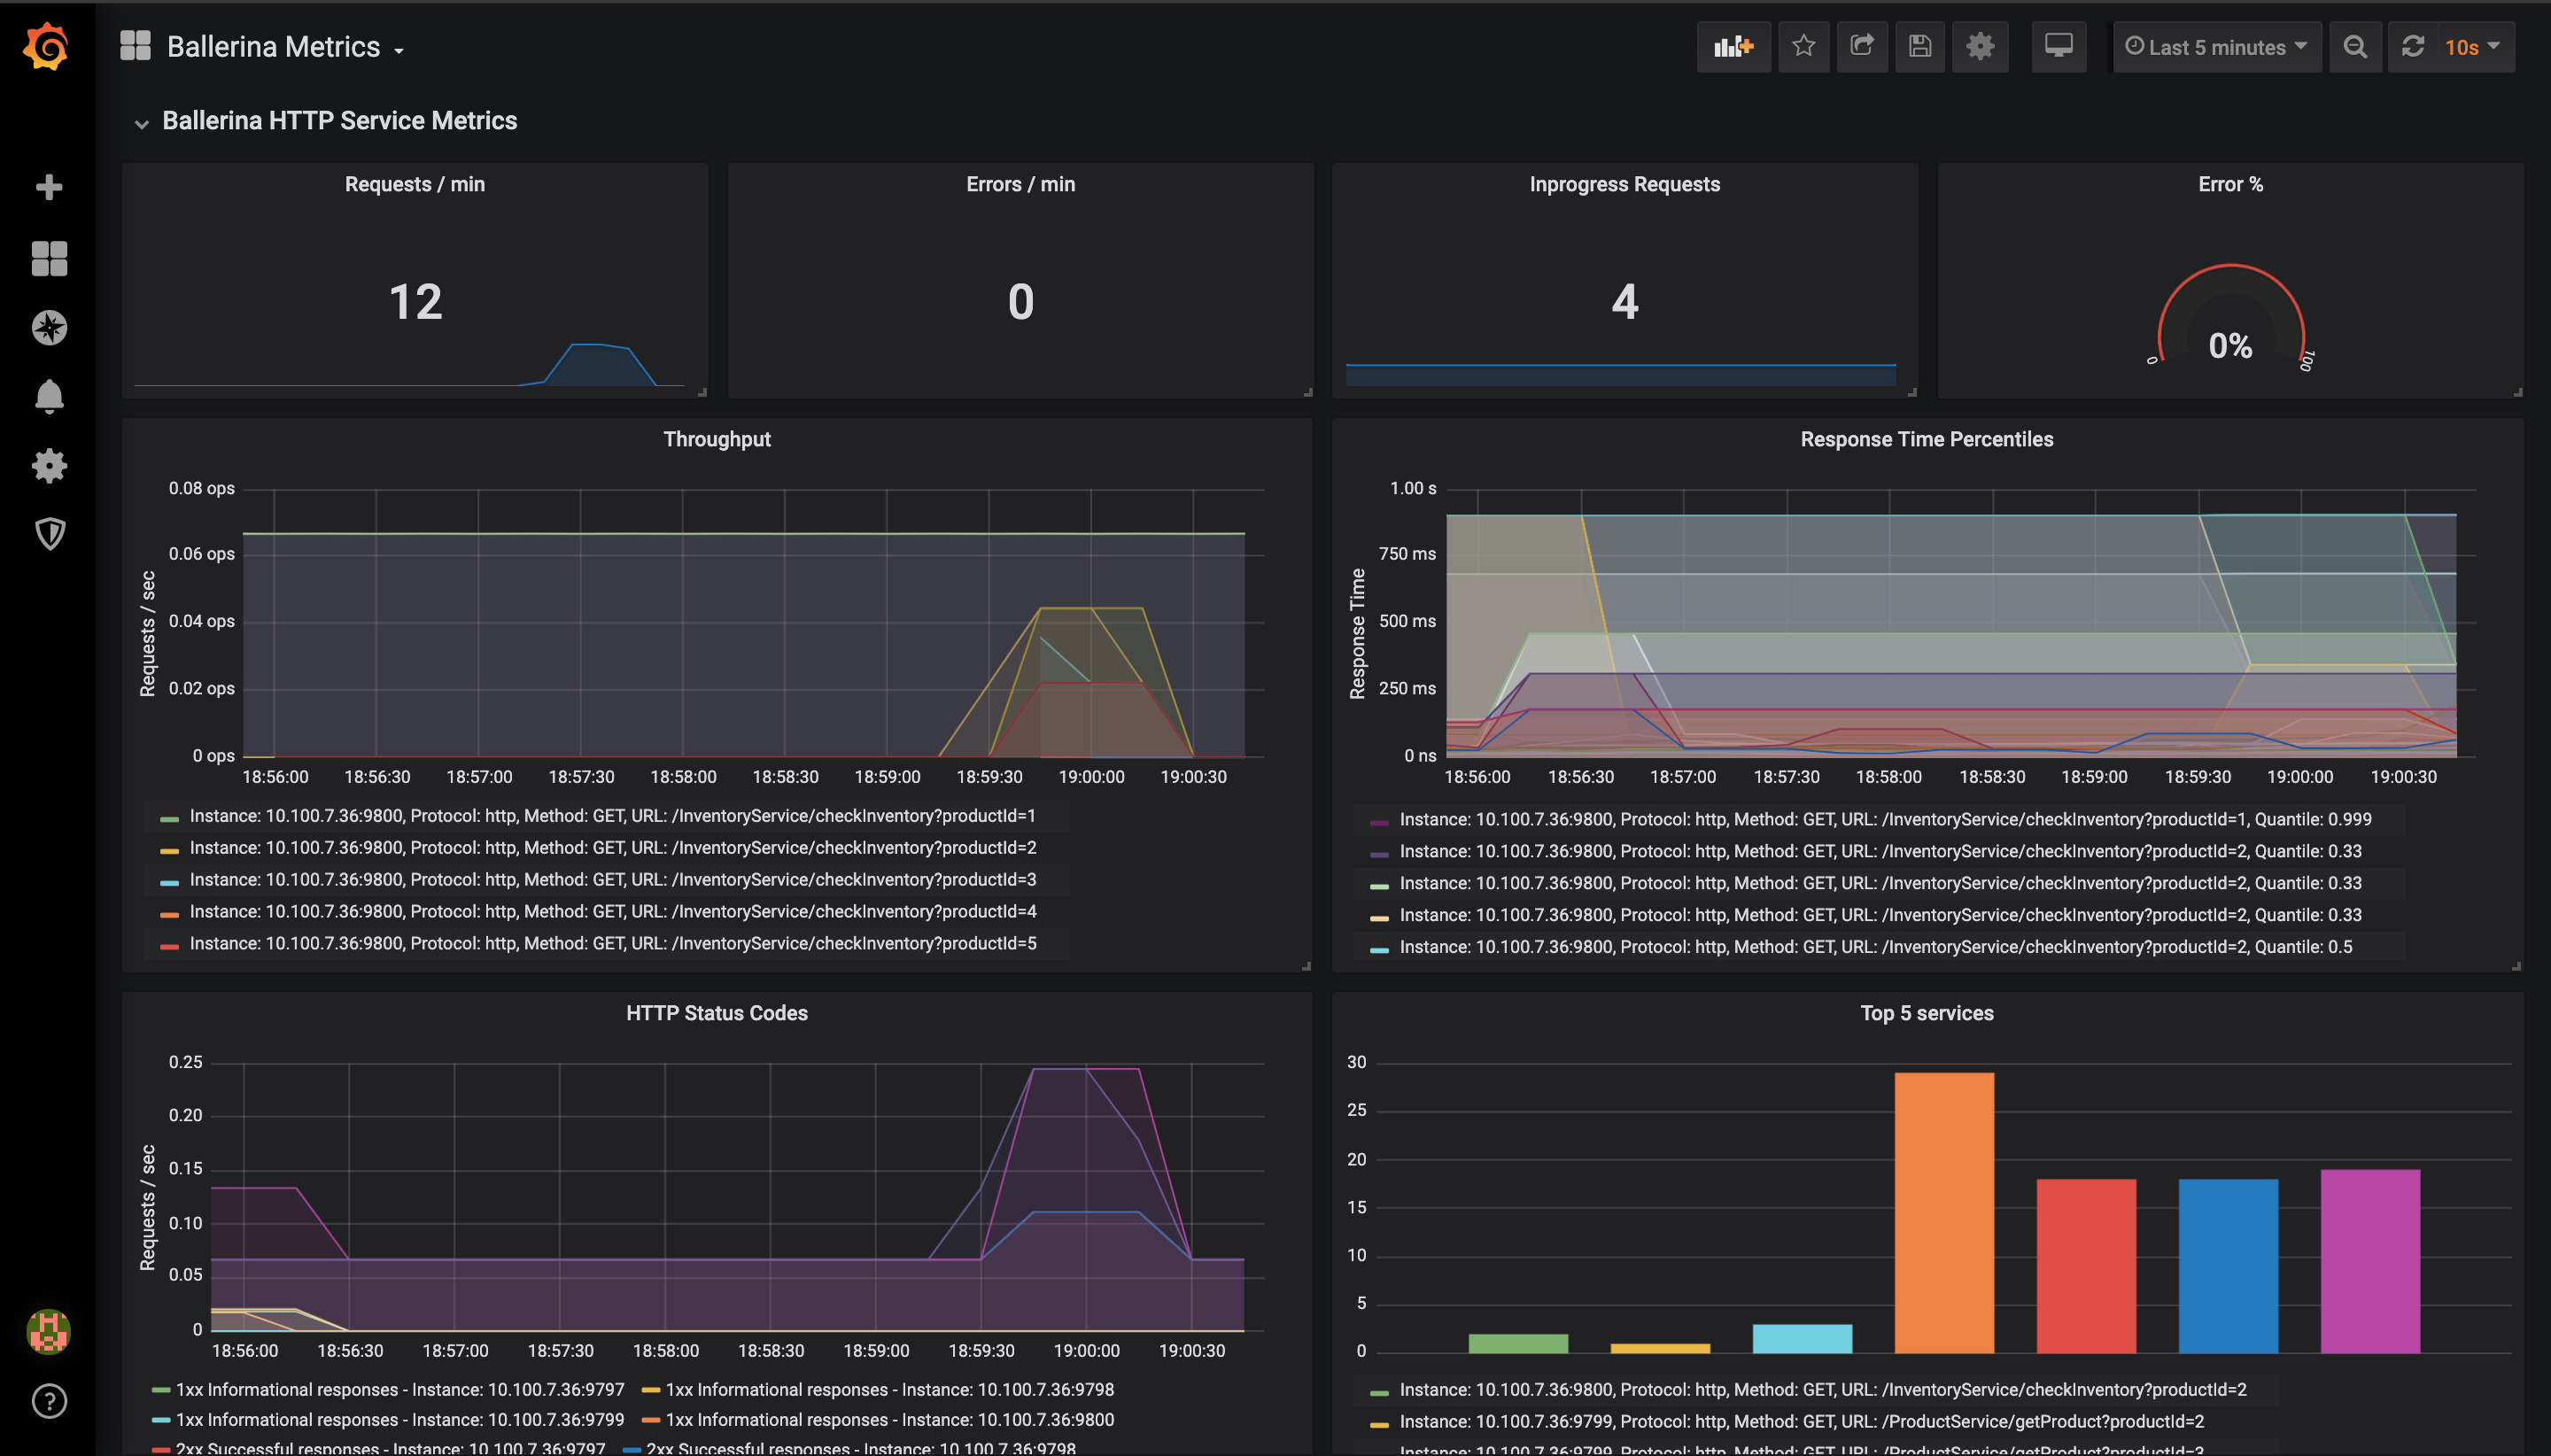 Ballerina Metrics
Last 5 minutes
10s
Ballerina HTTP Service Metrics
Requests / min
12
Errors / min
0
Inprogress Requests
4
Error %
0%
0
100
Throughput
Requests / sec
0.08 ops
0.06 ops
0.04 ops
0.02 ops
0 ops
18:56:00 18:56:30 18:57:00 18:57:30 18:58:00 18:58:30 18:59:00 18:59:30 19:00:00 19:00:30
Instance: 10.100.7.36:9800, Protocol: http, Method: GET, URL: /InventoryService/checkInventory?productId=1
Instance: 10.100.7.36:9800, Protocol: http, Method: GET, URL: /InventoryService/checkInventory?productId=2
Instance: 10.100.7.36:9800, Protocol: http, Method: GET, URL: /InventoryService/checkInventory?productId=3
Instance: 10.100.7.36:9800, Protocol: http, Method: GET, URL: /InventoryService/checkInventory?productId=4
Instance: 10.100.7.36:9800, Protocol: http, Method: GET, URL: /InventoryService/checkInventory?productId=5
Response Time Percentiles
Response Time
1.00 s
750 ms
500 ms
250 ms
0 ns
18:56:00 18:56:30 18:57:00 18:57:30 18:58:00 18:58:30 18:59:00 18:59:30 19:00:00 19:00:30
Instance: 10.100.7.36:9800, Protocol: http, Method: GET, URL: /InventoryService/checkInventory?productId=1, Quantile: 0.999
Instance: 10.100.7.36:9800, Protocol: http, Method: GET, URL: /InventoryService/checkInventory?productId=2, Quantile: 0.33
Instance: 10.100.7.36:9800, Protocol: http, Method: GET, URL: /InventoryService/checkInventory?productId=2, Quantile: 0.33
Instance: 10.100.7.36:9800, Protocol: http, Method: GET, URL: /InventoryService/checkInventory?productId=2, Quantile: 0.33
Instance: 10.100.7.36:9800, Protocol: http, Method: GET, URL: /InventoryService/checkInventory?productId=2, Quantile: 0.5
HTTP Status Codes
Requests / sec
0.25
0.20
0.15
0.10
0.05
0
18:56:00 18:56:30 18:57:00 18:57:30 18:58:00 18:58:30 18:59:00 18:59:30 19:00:00 19:00:30
1xx Informational responses - Instance: 10.100.7.36:9797 1xx Informational responses - Instance: 10.100.7.36:9798
1xx Informational responses - Instance: 10.100.7.36:9799 1xx Informational responses - Instance: 10.100.7.36:9800
2xx Successful responses - Instance: 10.100.7.36:9797 2xx Successful responses - Instance: 10.100.7.36:9798
Top 5 services
30
25
20
15
10
5
0
Instance: 10.100.7.36:9800, Protocol: http, Method: GET, URL: /InventoryService/checkInventory?productId=2
Instance: 10.100.7.36:9799, Protocol: http, Method: GET, URL: /ProductService/getProduct?productId=2
Instance: 10.100.7.36:9799, Protocol: http, Method: GET, URL: /ProductService/getProduct?productId=3